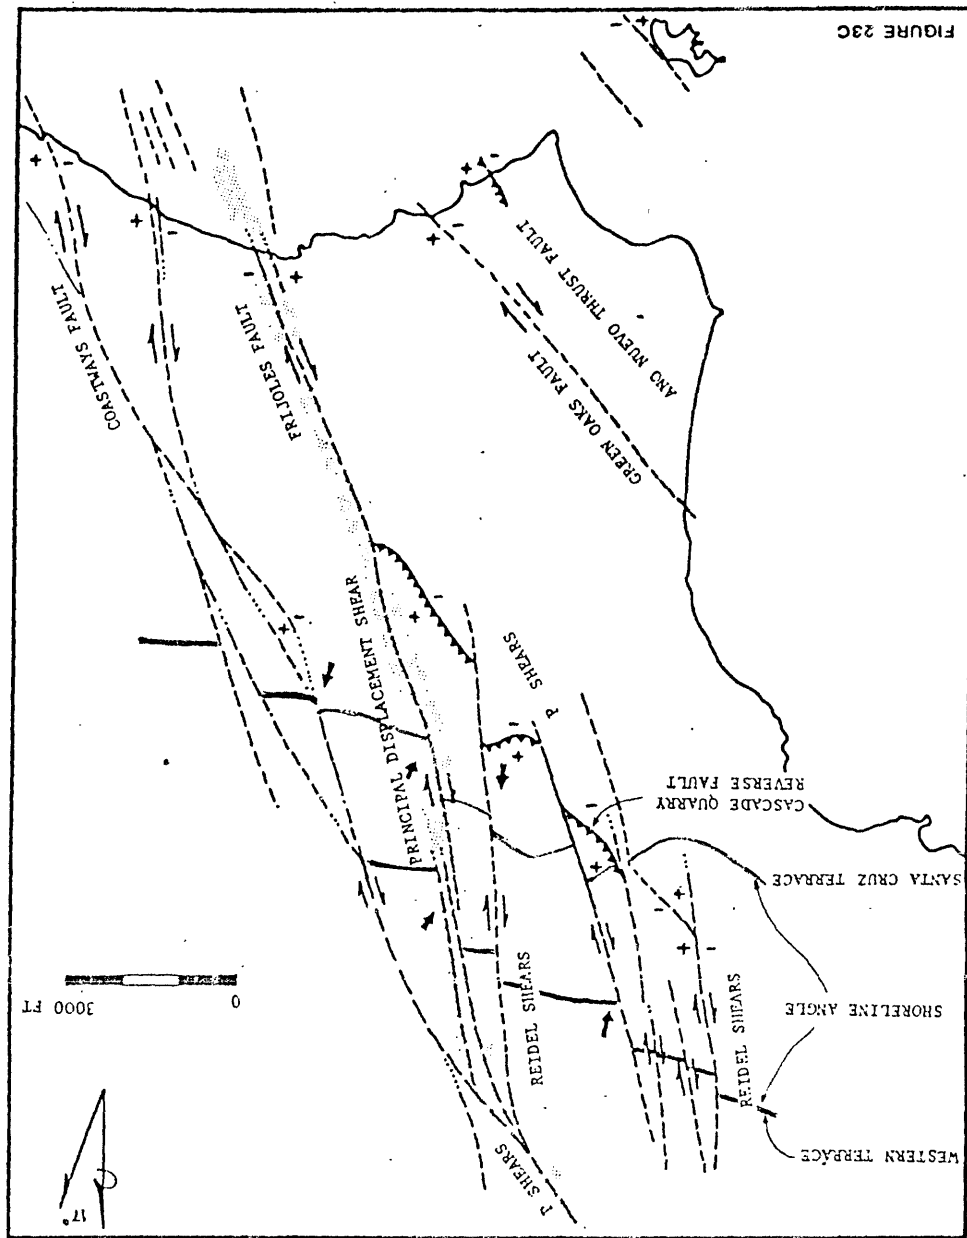 FIGURE 23C
COASTWAYS FAULT
FRIJOLES FAULT
GREEN OAKS FAULT
ANO NUEVO THRUST FAULT
PRINCIPAL DISPLACEMENT SHEAR
P SHEARS
CASCADE QUARRY
REVERSE FAULT
SANTA CRUZ TERRACE
SHORELINE ANGLE
WESTERN TERRACE
REIDEL SHEARS
REIDEL SHEARS
P SHEARS
0 3000 FT
17°